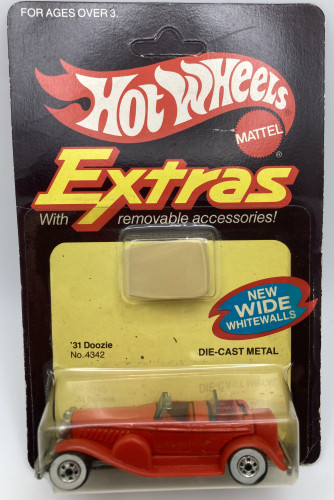 FOR AGES OVER 3.
HOT WHEELS®
MATTEL®
Extras
With removable accessories!
NEW
WIDE
WHITEWALLS
'31 Doozie
No.4342
DIE-CAST METAL